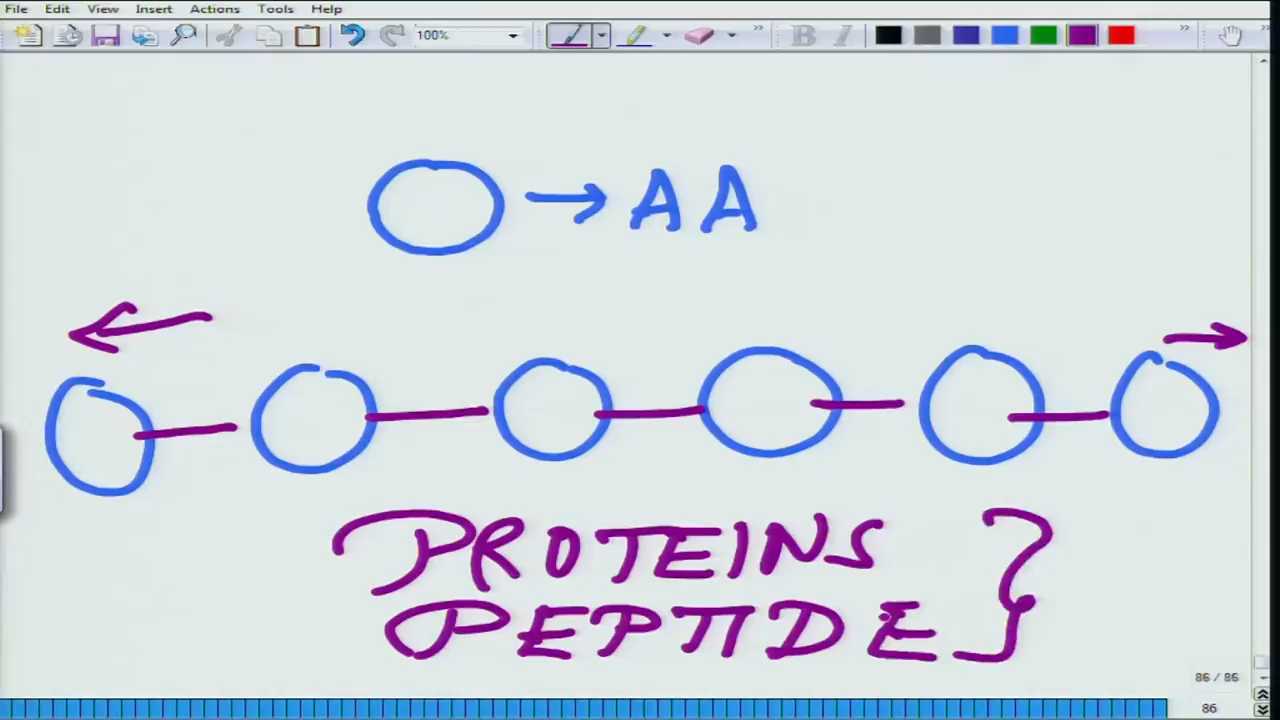 File Edit View Insert Actions Tools Help
100%
B I
→ AA
PROTEINS
PEPTIDE
86 / 86
86